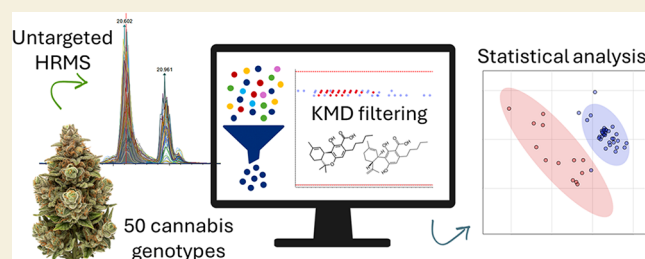 Untargeted
HRMS
20.602
20.961
50 cannabis
genotypes
KMD filtering
Statistical analysis